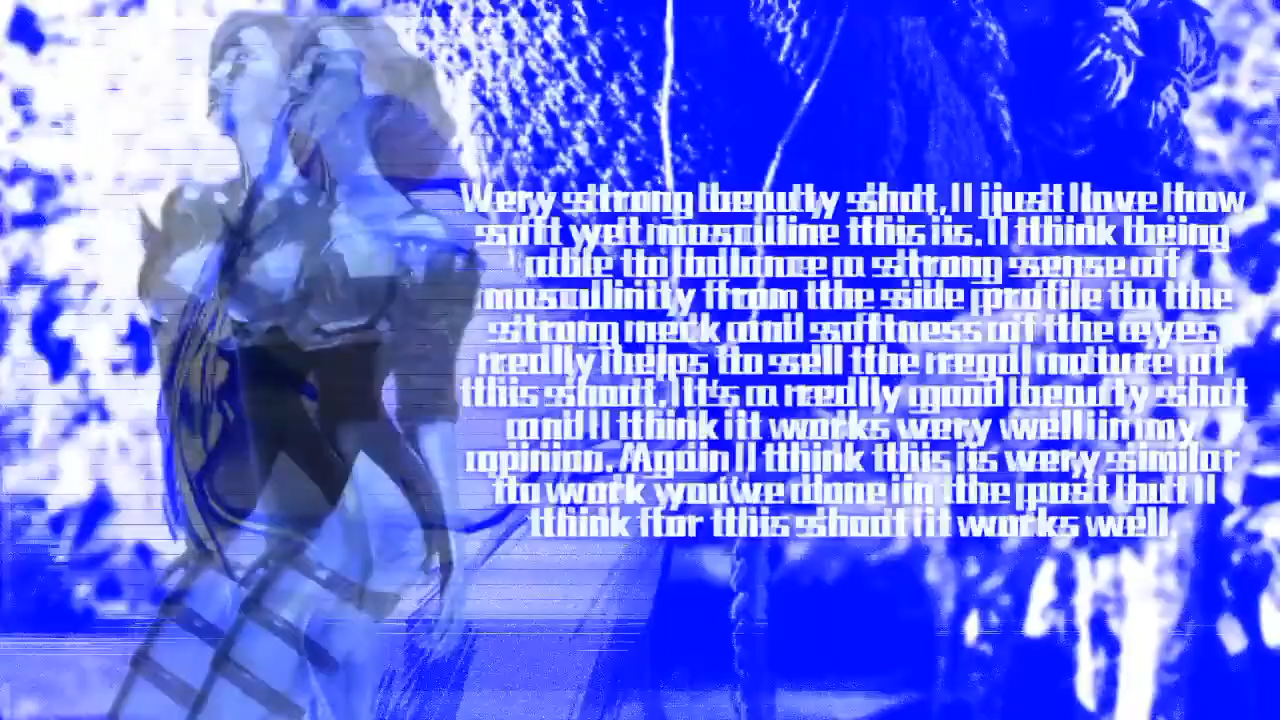 Very strong beauty shot, I just love how
soft yet masculine this is. I think being
able to balance a strong sense of
masculinity from the side profile to the
strong neck and softness of the eyes
really helps to sell the regal nature of
this shoot. It's a really good beauty shot
and I think it works very well in my
opinion. Again I think this is very similar
to work you've done in the past but I
think for this shoot it works well.